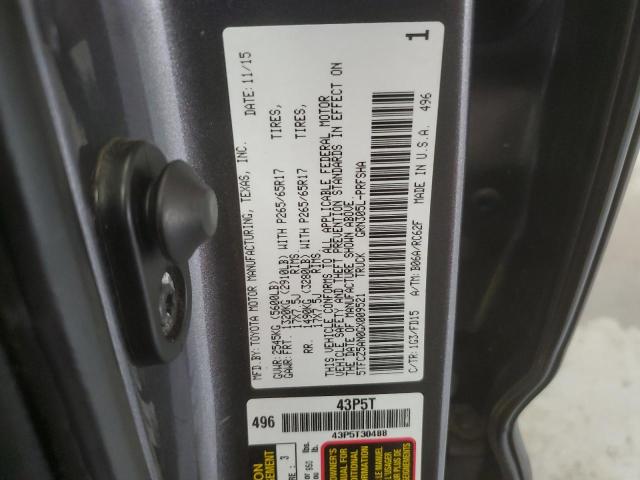 MFD.BY: TOYOTA MOTOR MANUFACTURING, TEXAS, INC. DATE: 11/15
GVWR: 2545KG (5600LB)
GAWR: FRT. 1320KG (2910LB) WITH P265/65R17 TIRES,
17X7.5J RIMS,
RR. 1490KG (3280LB) WITH P265/65R17 TIRES,
17X7.5J RIMS,
THIS VEHICLE CONFORMS TO ALL APPLICABLE FEDERAL MOTOR
VEHICLE SAFETY AND THEFT PREVENTION STANDARDS IN EFFECT ON
THE DATE OF MANUFACTURE SHOWN ABOVE.
5TFCZ5AN0GX009521 TRUCK GRN305L-PRFSHA
C/TR: 1G3/FD15 A/TM: B06A/RC62F MADE IN U.S.A. 496
1
43P5T
496
43P5T30488